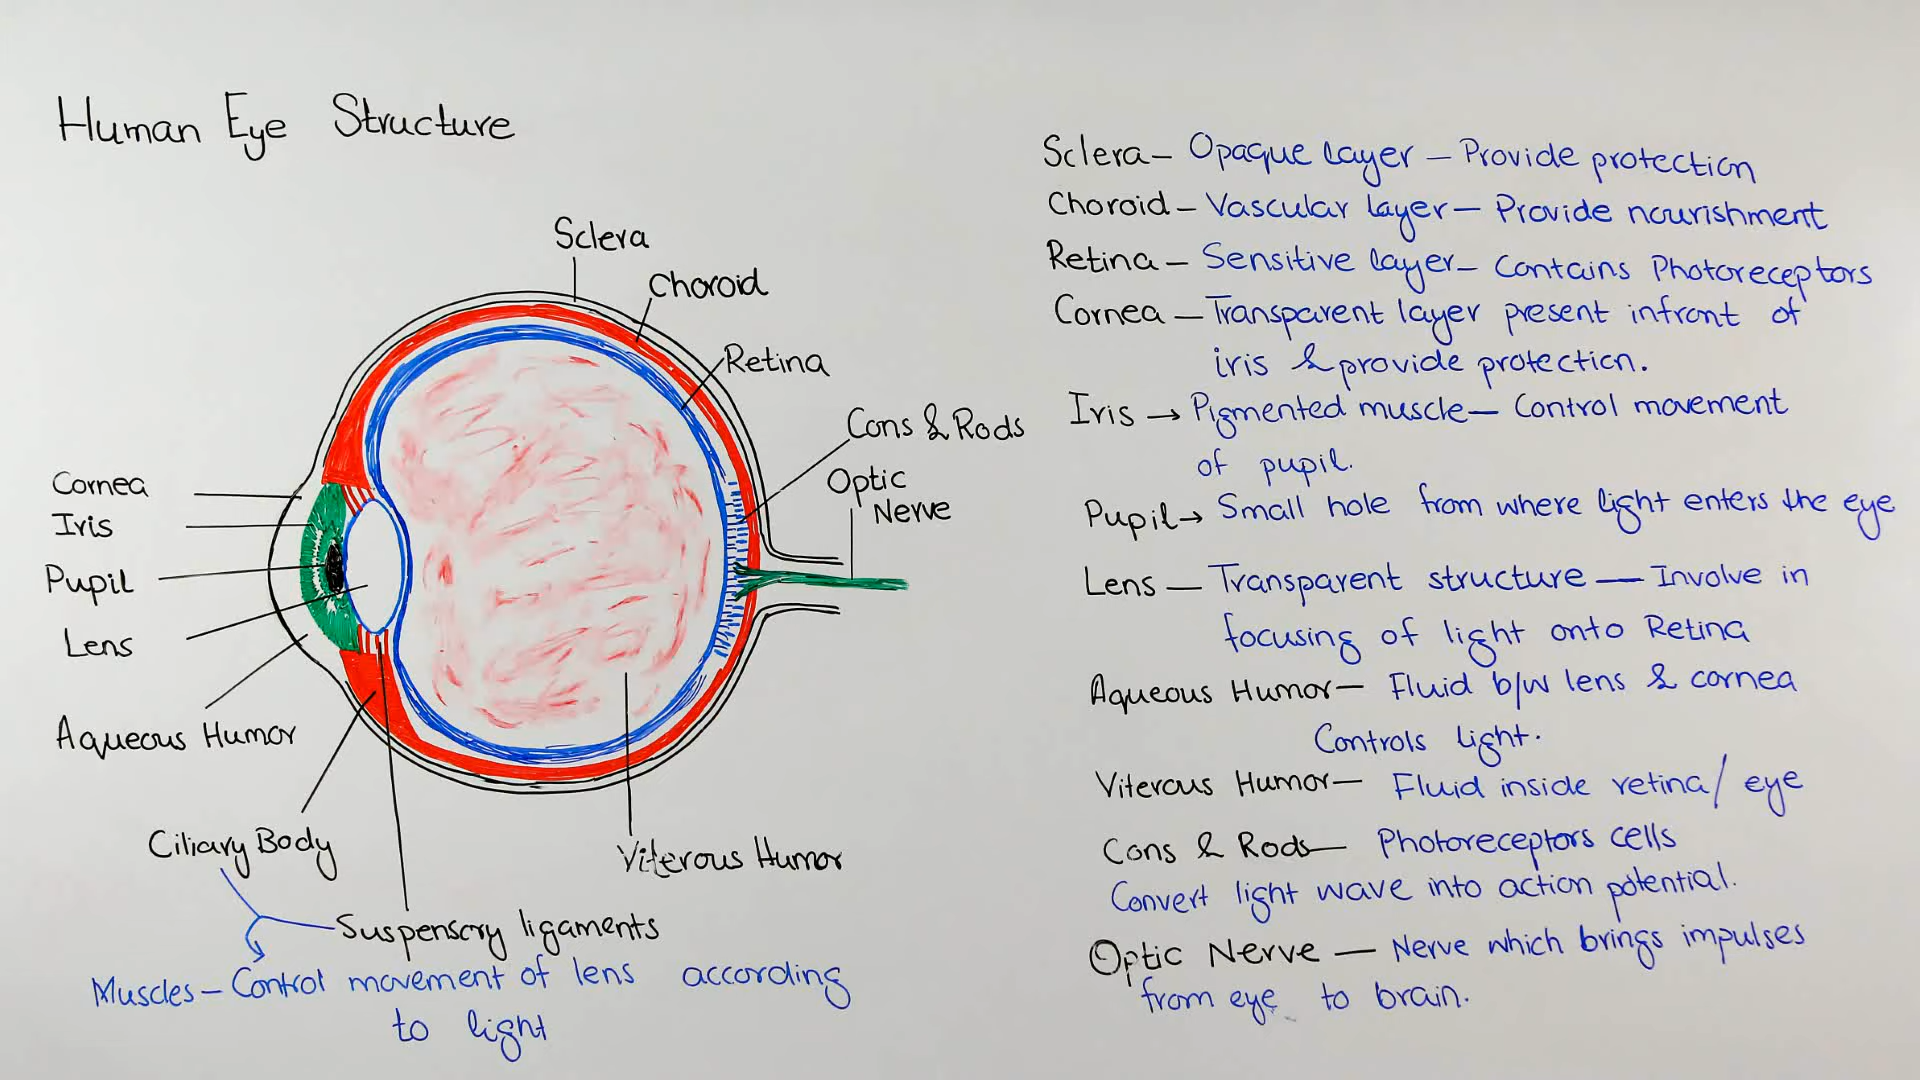 Human Eye Structure
Sclera
Choroid
Retina
Cons & Rods
Optic
Nerve
Cornea
Iris
Pupil
Lens
Aqueous Humor
Ciliary Body
Suspensory ligaments
Viterous Humor
Muscles – Control movement of lens according
to light
Sclera – Opaque layer – Provide protection
Choroid – Vascular layer – Provide nourishment
Retina – Sensitive layer – Contains Photoreceptors
Cornea – Transparent layer present infront of
iris & provide protection.
Iris → Pigmented muscle – Control movement
of pupil.
Pupil → Small hole from where light enters the eye
Lens – Transparent structure – Involve in
focusing of light onto Retina
Aqueous Humor – Fluid b/w lens & cornea
Controls light.
Viterous Humor – Fluid inside retina / eye
Cons & Rods – Photoreceptors cells
Convert light wave into action potential.
Optic Nerve – Nerve which brings impulses
from eye to brain.